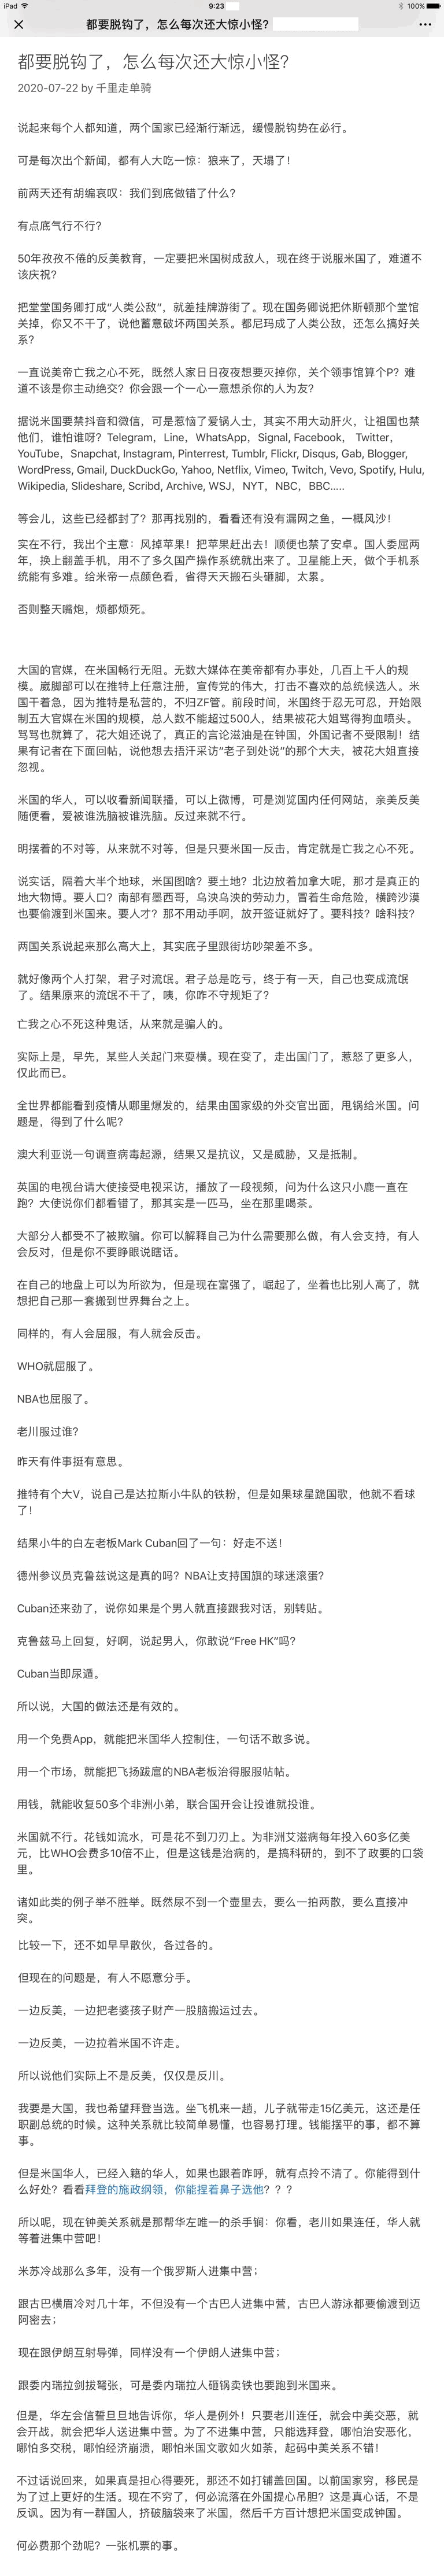 iPad 9:23 100%
都要脱钩了，怎么每次还大惊小怪？
都要脱钩了，怎么每次还大惊小怪？
2020-07-22 by 千里走单骑
说起来每个人都知道，两个国家已经渐行渐远，缓慢脱钩势在必行。
可是每次出个新闻，都有人大吃一惊：狼来了，天塌了！
前两天还有胡编哀叹：我们到底做错了什么？
有点底气行不行？
50年孜孜不倦的反美教育，一定要把米国树成敌人，现在终于说服米国了，难道不
该庆祝？
把堂堂国务卿打成“人类公敌”，就差挂牌游街了。现在国务卿说把休斯顿那个堂馆
关掉，你又不干了，说他蓄意破坏两国关系。都尼玛成了人类公敌，还怎么搞好关
系？
一直说美帝亡我之心不死，既然人家日日夜夜想要灭掉你，关个领事馆算个P？难
道不该是你主动绝交？你会跟一个一心一意想杀你的人为友？
据说米国要禁抖音和微信，可是惹恼了爱锅人士，其实不用大动肝火，让祖国也禁
他们，谁怕谁呀？Telegram，Line，WhatsApp，Signal, Facebook， Twitter，
YouTube，Snapchat, Instagram, Pinterrest, Tumblr, Flickr, Disqus, Gab, Blogger,
WordPress, Gmail, DuckDuckGo, Yahoo, Netflix, Vimeo, Twitch, Vevo, Spotify, Hulu,
Wikipedia, Slideshare, Scribd, Archive, WSJ，NYT，NBC，BBC.....
等会儿，这些已经都封了？那再找别的，看看还有没有漏网之鱼，一概风沙！
实在不行，我出个主意：风掉苹果！把苹果赶出去！顺便也禁了安卓。国人委屈两
年，换上翻盖手机，用不了多久国产操作系统就出来了。卫星能上天，做个手机系
统能有多难。给米帝一点颜色看，省得天天搬石头砸脚，太累。
否则整天嘴炮，烦都烦死。
大国的官媒，在米国畅行无阻。无数大媒体在美帝都有办事处，几百上千人的规
模。崴脚部可以在推特上任意注册，宣传党的伟大，打击不喜欢的总统候选人。米
国干着急，因为推特是私营的，不归ZF管。前段时间，米国终于忍无可忍，开始限
制五大官媒在米国的规模，总人数不能超过500人，结果被花大姐骂得狗血喷头。
骂骂也就算了，花大姐还说了，真正的言论滋油是在钟国，外国记者不受限制！结
果有记者在下面回帖，说他想去捂汗采访“老子到处说”的那个大夫，被花大姐直接
忽视。
米国的华人，可以收看新闻联播，可以上微博，可是浏览国内任何网站，亲美反美
随便看，爱被谁洗脑被谁洗脑。反过来就不行。
明摆着的不对等，从来就不对等，但是只要米国一反击，肯定就是亡我之心不死。
说实话，隔着大半个地球，米国图啥？要土地？北边放着加拿大呢，那才是真正的
地大物博。要人口？南部有墨西哥，乌泱乌泱的劳动力，冒着生命危险，横跨沙漠
也要偷渡到米国来。要人才？那不用动手啊，放开签证就好了。要科技？啥科技？
两国关系说起来那么高大上，其实底子里跟街坊吵架差不多。
就好像两个人打架，君子对流氓。君子总是吃亏，终于有一天，自己也变成流氓
了。结果原来的流氓不干了，咦，你咋不守规矩了？
亡我之心不死这种鬼话，从来就是骗人的。
实际上是，早先，某些人关起门来耍横。现在变了，走出国门了，惹怒了更多人，
仅此而已。
全世界都能看到疫情从哪里爆发的，结果由国家级的外交官出面，甩锅给米国。问
题是，得到了什么呢？
澳大利亚说一句调查病毒起源，结果又是抗议，又是威胁，又是抵制。
英国的电视台请大使接受电视采访，播放了一段视频，问为什么这只小鹿一直在
跑？大使说你们都看错了，那其实是一匹马，坐在那里喝茶。
大部分人都受不了被欺骗。你可以解释自己为什么需要那么做，有人会支持，有人
会反对，但是你不要睁眼说瞎话。
在自己的地盘上可以为所欲为，但是现在富强了，崛起了，坐着也比别人高了，就
想把自己那一套搬到世界舞台之上。
同样的，有人会屈服，有人就会反击。
WHO就屈服了。
NBA也屈服了。
老川服过谁？
昨天有件事挺有意思。
推特有个大V，说自己是达拉斯小牛队的铁粉，但是如果球星跪国歌，他就不看球
了！
结果小牛的白左老板Mark Cuban回了一句：好走不送！
德州参议员克鲁兹说这是真的吗？NBA让支持国旗的球迷滚蛋？
Cuban还来劲了，说你如果是个男人就直接跟我对话，别转贴。
克鲁兹马上回复，好啊，说起男人，你敢说“Free HK”吗？
Cuban当即尿遁。
所以说，大国的做法还是有效的。
用一个免费App，就能把米国华人控制住，一句话不敢多说。
用一个市场，就能把飞扬跋扈的NBA老板治得服服帖帖。
用钱，就能收复50多个非洲小弟，联合国开会让投谁就投谁。
米国就不行。花钱如流水，可是花不到刀刃上。为非洲艾滋病每年投入60多亿美
元，比WHO会费多10倍不止，但是这钱是治病的，是搞科研的，到不了政要的口袋
里。
诸如此类的例子举不胜举。既然尿不到一个壶里去，要么一拍两散，要么直接冲
突。
比较一下，还不如早早散伙，各过各的。
但现在的问题是，有人不愿意分手。
一边反美，一边把老婆孩子财产一股脑搬运过去。
一边反美，一边拉着米国不许走。
所以说他们实际上不是反美，仅仅是反川。
我要是大国，我也希望拜登当选。坐飞机来一趟，儿子就带走15亿美元，这还是任
职副总统的时候。这种关系就比较简单易懂，也容易打理。钱能摆平的事，都不算
事。
但是米国华人，已经入籍的华人，如果也跟着咋呼，就有点拎不清了。你能得到什
么好处？看看拜登的施政纲领，你能捏着鼻子选他？？？
所以呢，现在钟美关系就是那帮华左唯一的杀手锏：你看，老川如果连任，华人就
等着进集中营吧！
米苏冷战那么多年，没有一个俄罗斯人进集中营；
跟古巴横眉冷对几十年，不但没有一个古巴人进集中营，古巴人游泳都要偷渡到迈
阿密去；
现在跟伊朗互射导弹，同样没有一个伊朗人进集中营；
跟委内瑞拉剑拔弩张，可是委内瑞拉人砸锅卖铁也要跑到米国来。
但是，华左会信誓旦旦地告诉你，华人是例外！只要老川连任，就会中美交恶，就
会开战，就会把华人送进集中营。为了不进集中营，只能选拜登，哪怕治安恶化，
哪怕多交税，哪怕经济崩溃，哪怕米国文歌如火如荼，起码中美关系不错！
不过话说回来，如果真是担心得要死，那还不如打铺盖回国。以前国家穷，移民是
为了过上更好的生活。现在不穷了，何必流落在外国提心吊胆？这是真心话，不是
反讽。因为有一群国人，挤破脑袋来了米国，然后千方百计想把米国变成钟国。
何必费那个劲呢？一张机票的事。